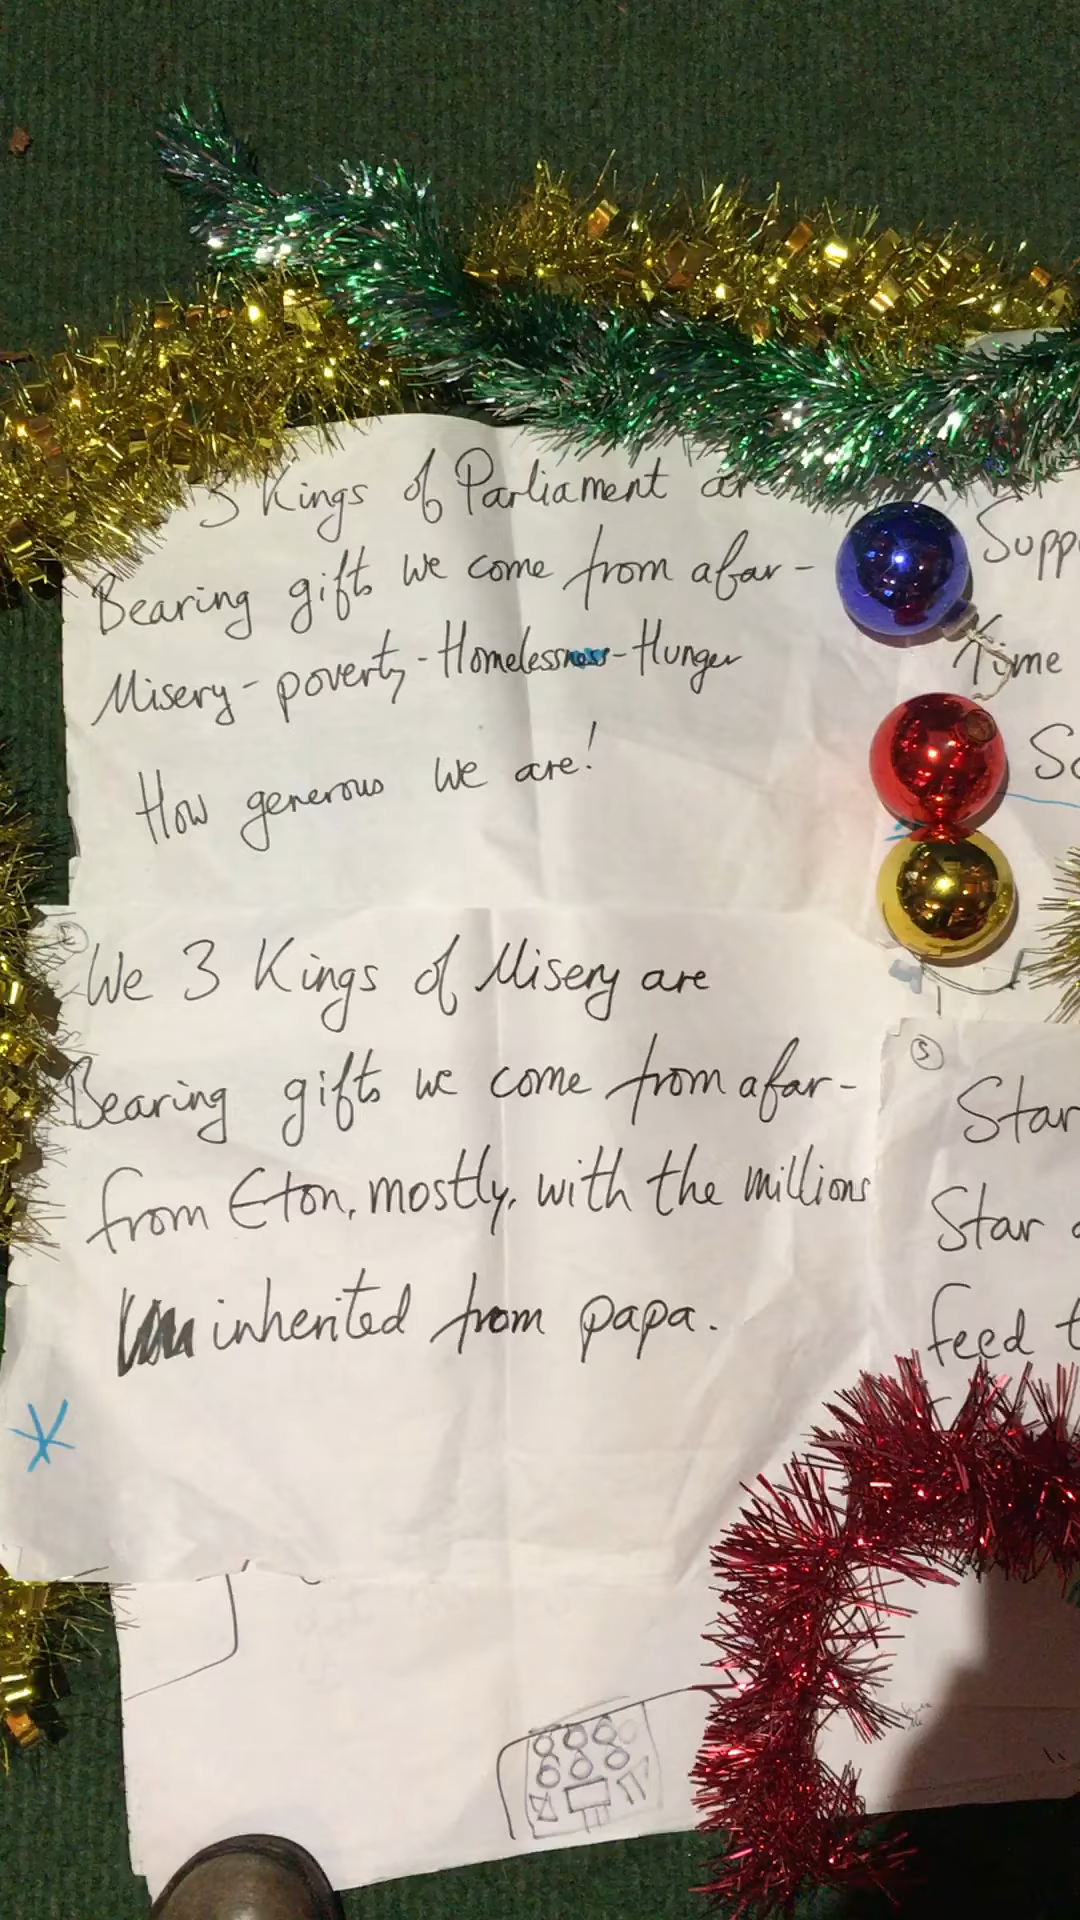 3 Kings of Parliament are
Bearing gifts we come from afar -
Misery - poverty - Homelessness - Hunger
How generous we are!
We 3 Kings of Misery are
Bearing gifts we come from afar -
from Eton, mostly, with the millions
inherited from papa.
Time
5
Star
Star
feed